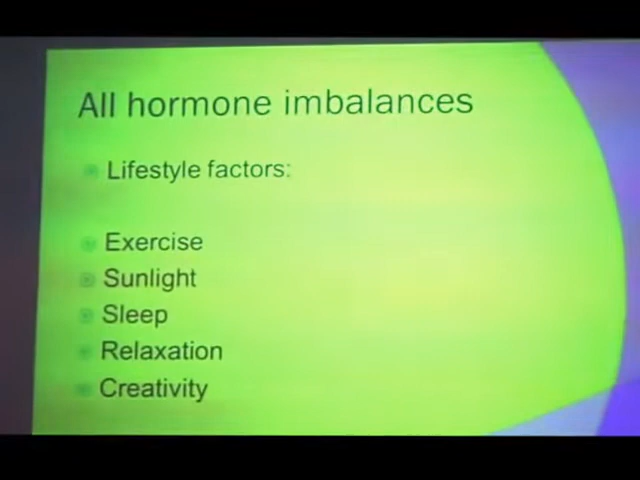 All hormone imbalances
Lifestyle factors:
Exercise
Sunlight
Sleep
Relaxation
Creativity